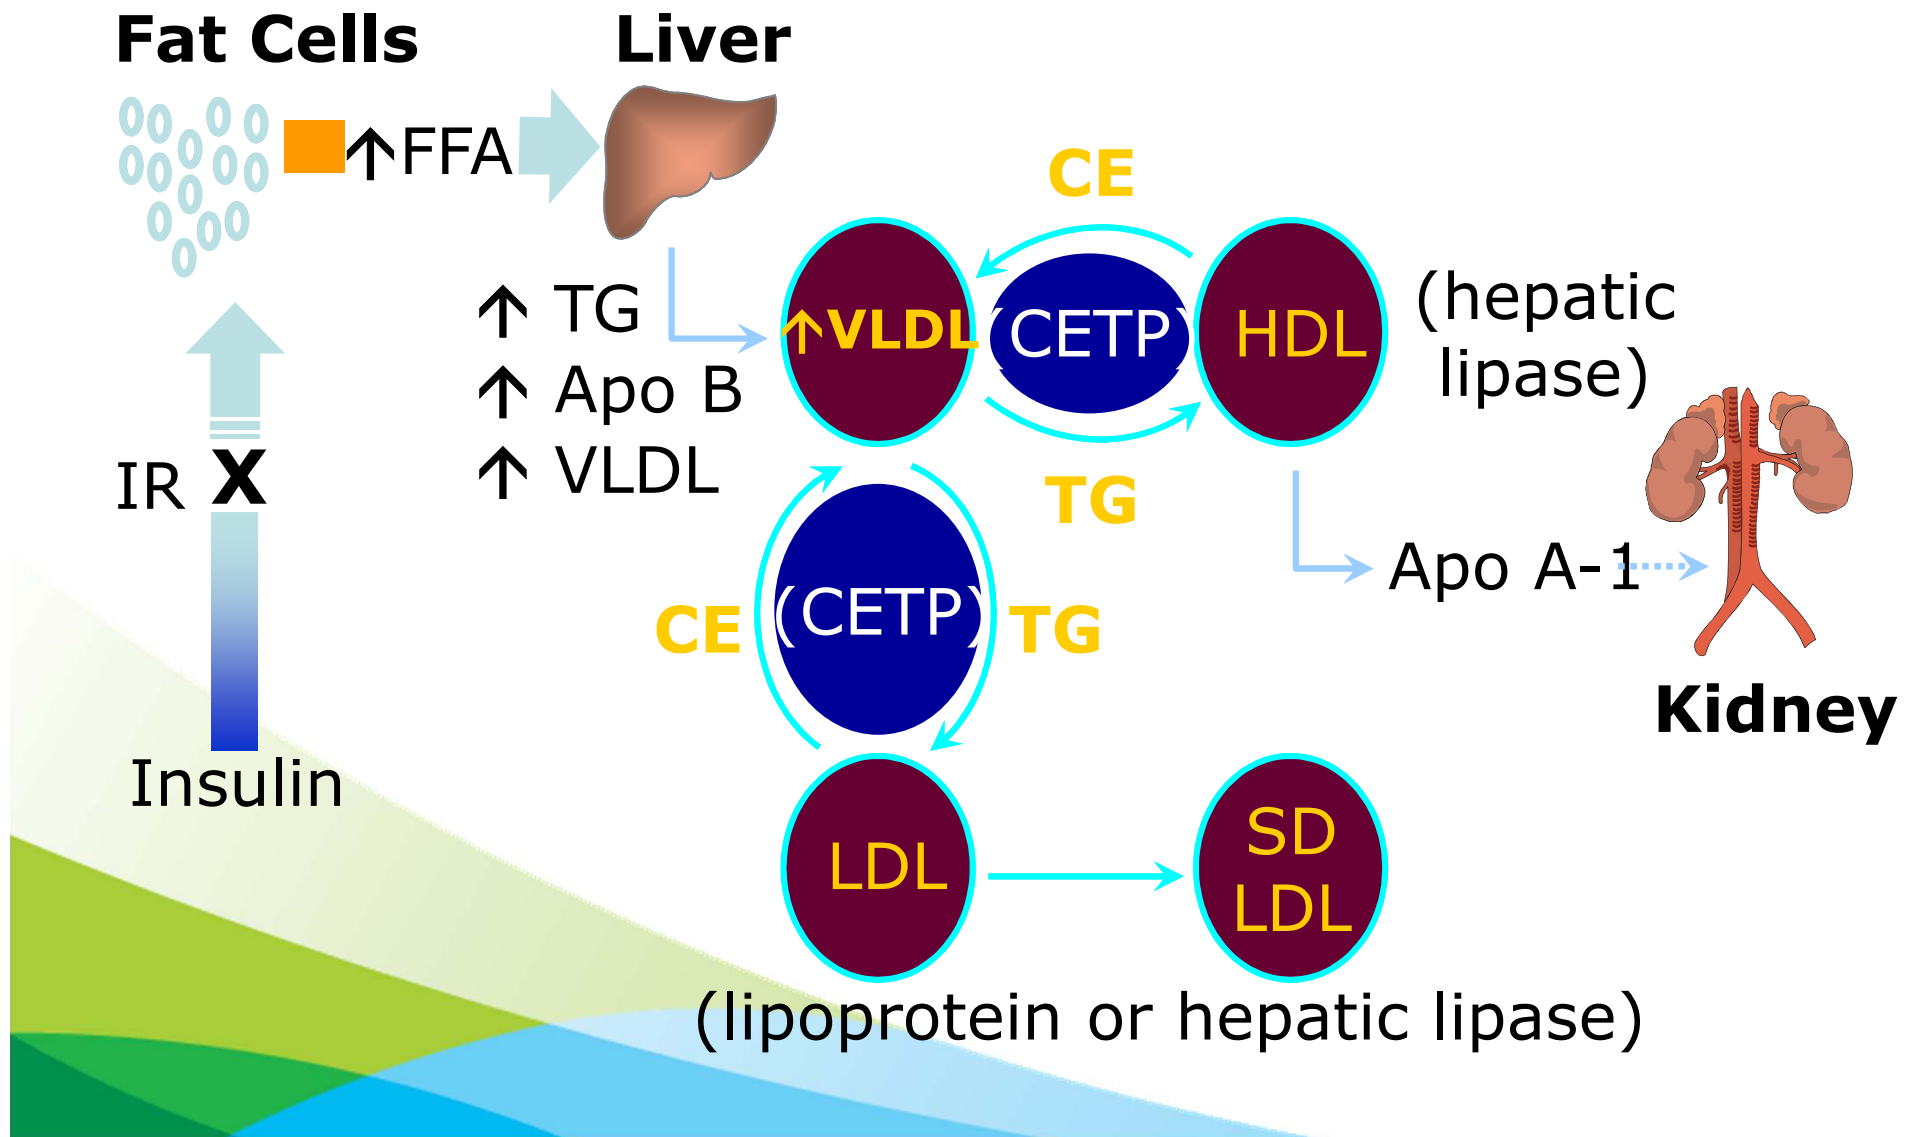 Fat Cells
Liver
↑FFA
CE
↑ TG
↑ Apo B
↑ VLDL
↑VLDL
(CETP)
HDL
(hepatic
lipase)
IR X
TG
Apo A-1
CE
(CETP)
TG
Kidney
Insulin
LDL
SD
LDL
(lipoprotein or hepatic lipase)